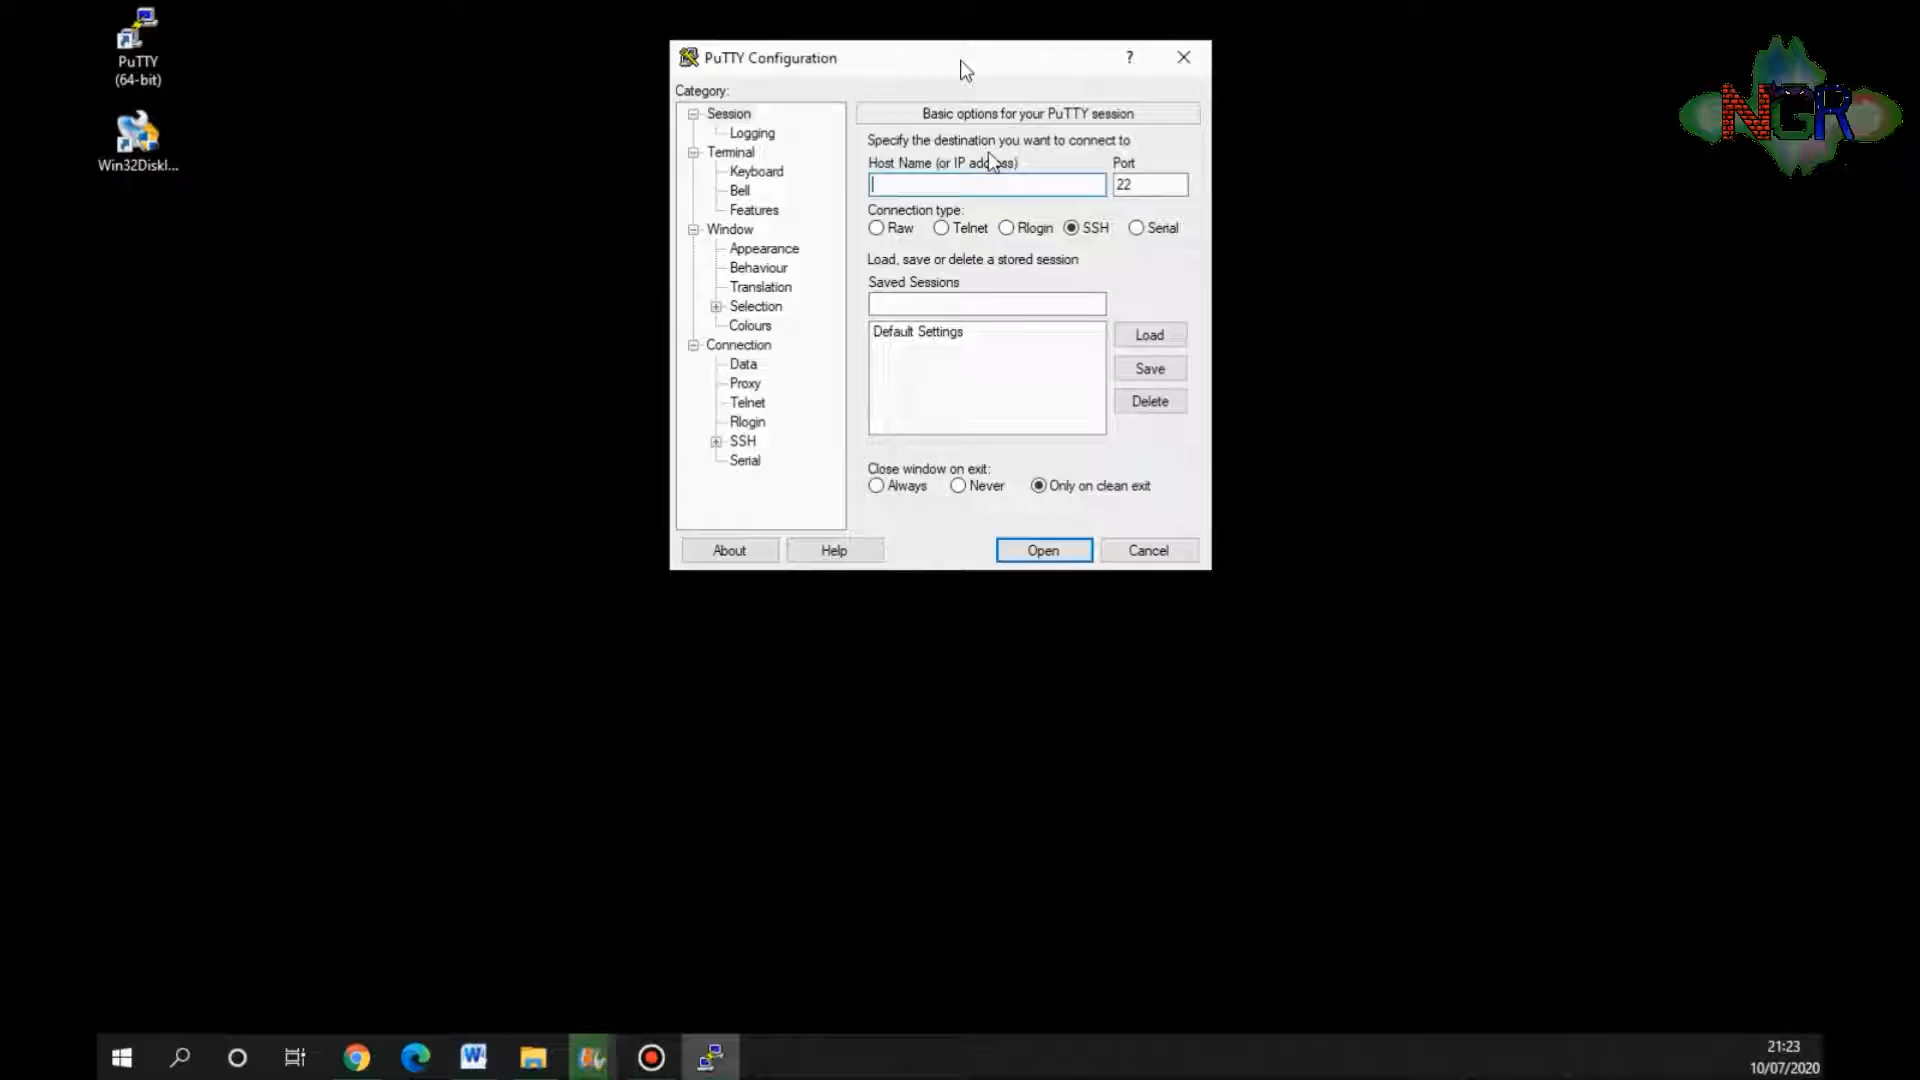 PuTTY
(64-bit)
Win32DiskI...
NGR
PuTTY Configuration
?
Category:
Session
Logging
Terminal
Keyboard
Bell
Features
Window
Appearance
Behaviour
Translation
Selection
Colours
Connection
Data
Proxy
Telnet
Rlogin
SSH
Serial
Basic options for your PuTTY session
Specify the destination you want to connect to
Host Name (or IP address)
Port
22
Connection type:
Raw
Telnet
Rlogin
SSH
Serial
Load, save or delete a stored session
Saved Sessions
Default Settings
Load
Save
Delete
Close window on exit:
Always
Never
Only on clean exit
About
Help
Open
Cancel
21:23
10/07/2020